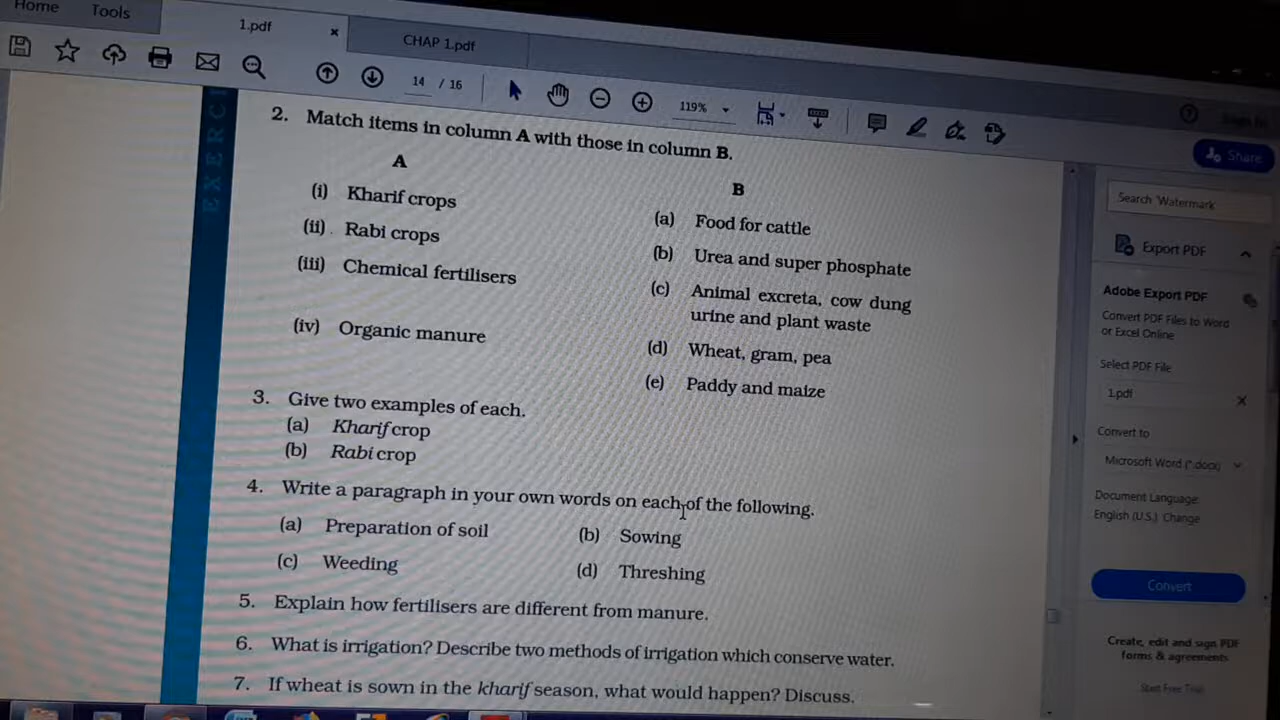 Home Tools
1.pdf × CHAP 1.pdf
14 / 16 119%
Share
EXERCI
2. Match items in column A with those in column B.
A
B
(i) Kharif crops
(a) Food for cattle
(ii) Rabi crops
(b) Urea and super phosphate
(iii) Chemical fertilisers
(c) Animal excreta, cow dung
urine and plant waste
(iv) Organic manure
(d) Wheat, gram, pea
(e) Paddy and maize
3. Give two examples of each.
(a) Kharif crop
(b) Rabi crop
4. Write a paragraph in your own words on each of the following.
(a) Preparation of soil (b) Sowing
(c) Weeding (d) Threshing
5. Explain how fertilisers are different from manure.
6. What is irrigation? Describe two methods of irrigation which conserve water.
7. If wheat is sown in the kharif season, what would happen? Discuss.
Search 'Watermark'
Export PDF
Adobe Export PDF
Convert PDF Files to Word
or Excel Online
Select PDF File
1.pdf ×
Convert to
Microsoft Word (*.docx)
Document Language:
English (U.S.) Change
Convert
Create, edit and sign PDF
forms & agreements
Start Free Trial